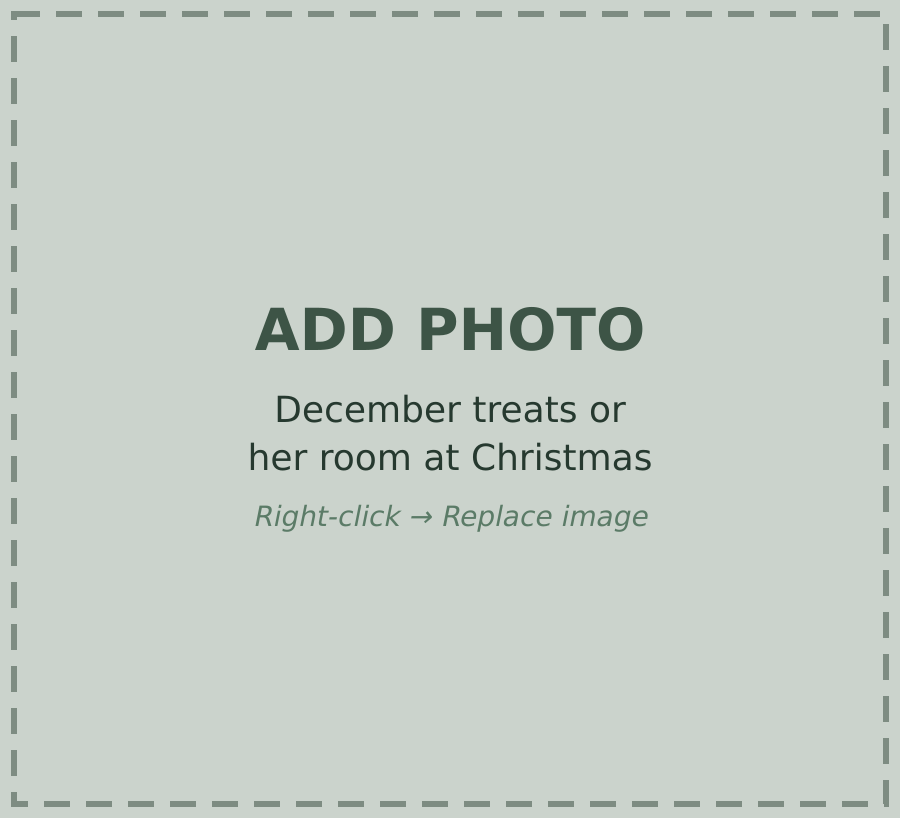 ADD PHOTO
December treats or
her room at Christmas
Right-click → Replace image